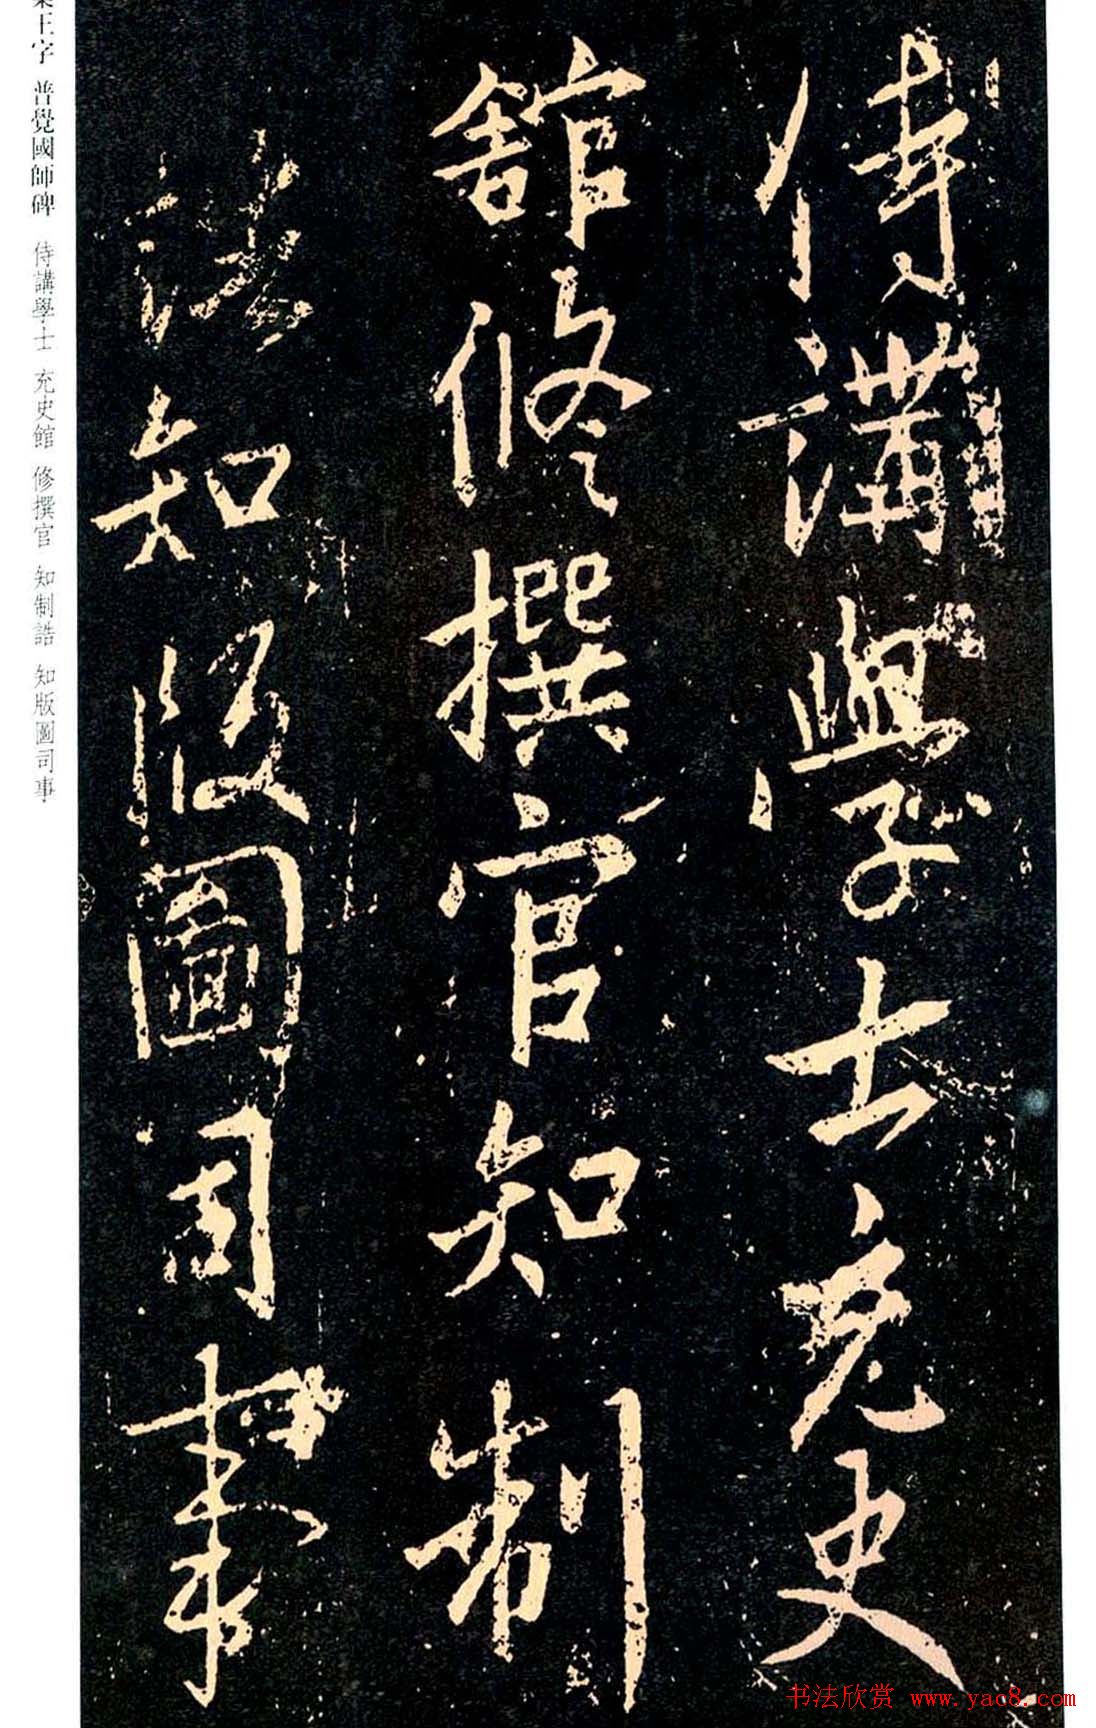 侍講學士充史
館修撰官知制
誥知版圖司事
王字 普覺國師碑 侍講學士 充史館 修撰官 知制誥 知版圖司事
书法欣赏 www.yac8.com